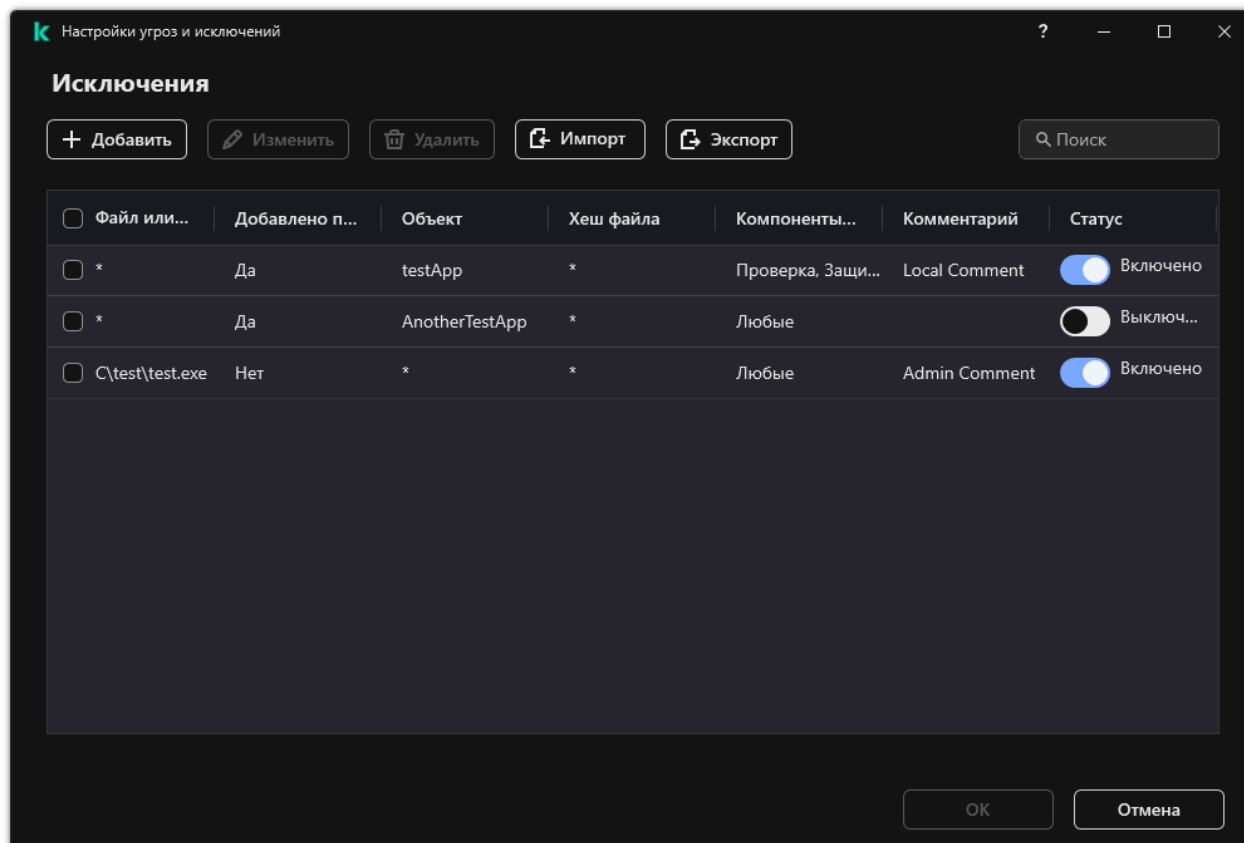 Настройки угроз и исключений
?
Исключения
Добавить Изменить Удалить Импорт Экспорт Поиск
Файл или... Добавлено п... Объект Хеш файла Компоненты... Комментарий Статус
* Да testApp * Проверка, Защи... Local Comment Включено
* Да AnotherTestApp * Любые Выключ...
C\test\test.exe Нет * * Любые Admin Comment Включено
ОК Отмена